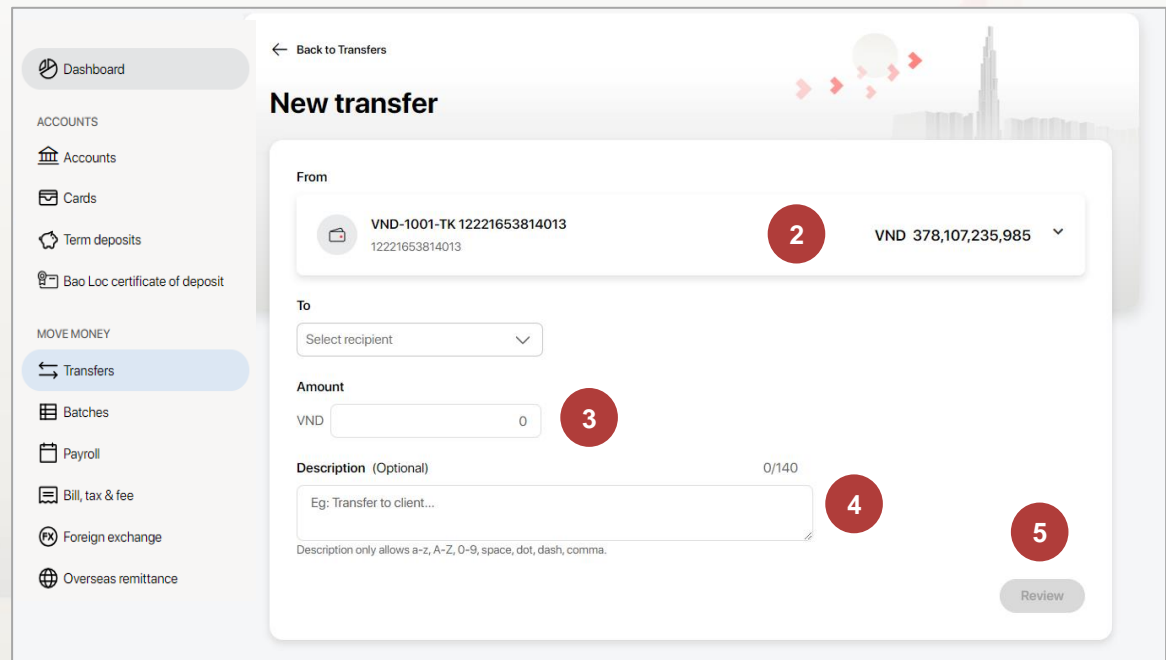 Back to Transfers
New transfer
Dashboard
ACCOUNTS
Accounts
Cards
Term deposits
Bao Loc certificate of deposit
MOVE MONEY
Transfers
Batches
Payroll
Bill, tax & fee
FX Foreign exchange
Overseas remittance
From
VND-1001-TK 12221653814013
12221653814013
2
VND 378,107,235,985
To
Select recipient
Amount
VND 0
3
Description (Optional) 0/140
Eg: Transfer to client...
4
Description only allows a-z, A-Z, 0-9, space, dot, dash, comma.
5
Review